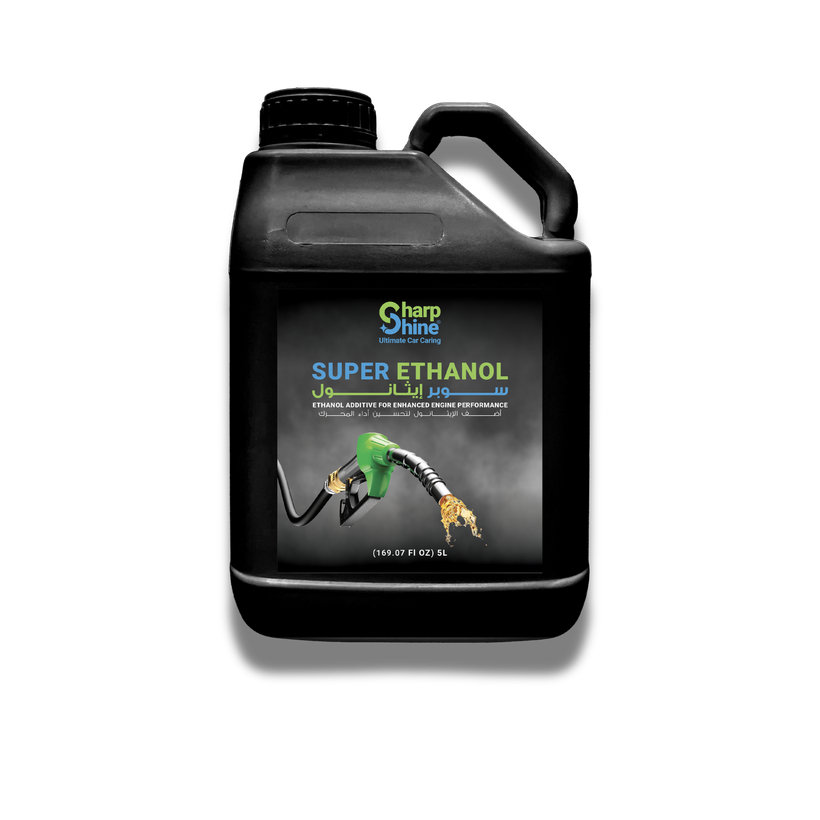 Sharp
Shine®
Ultimate Car Caring
SUPER ETHANOL
سوبر إيثانول
ETHANOL ADDITIVE FOR ENHANCED ENGINE PERFORMANCE
أضف الإيثانول لتحسين أداء المحرك
(169.07 Fl OZ) 5L